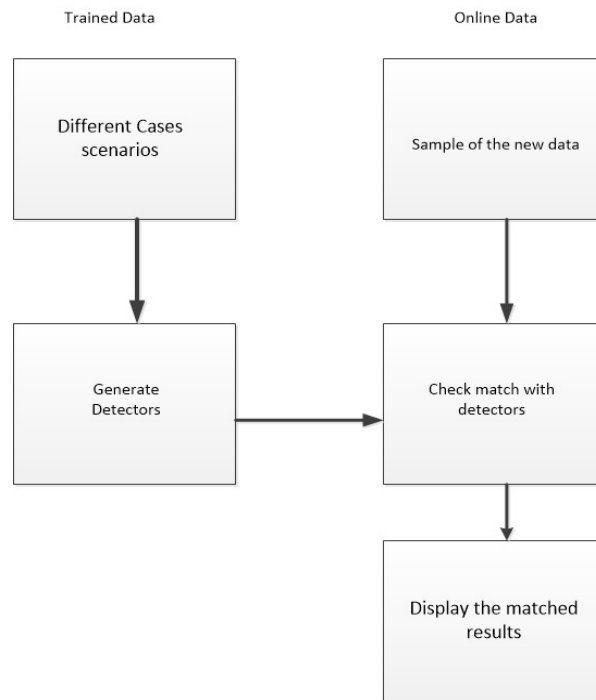 Trained Data
Online Data
Different Cases
scenarios
Sample of the new data
Generate
Detectors
Check match with
detectors
Display the matched
results